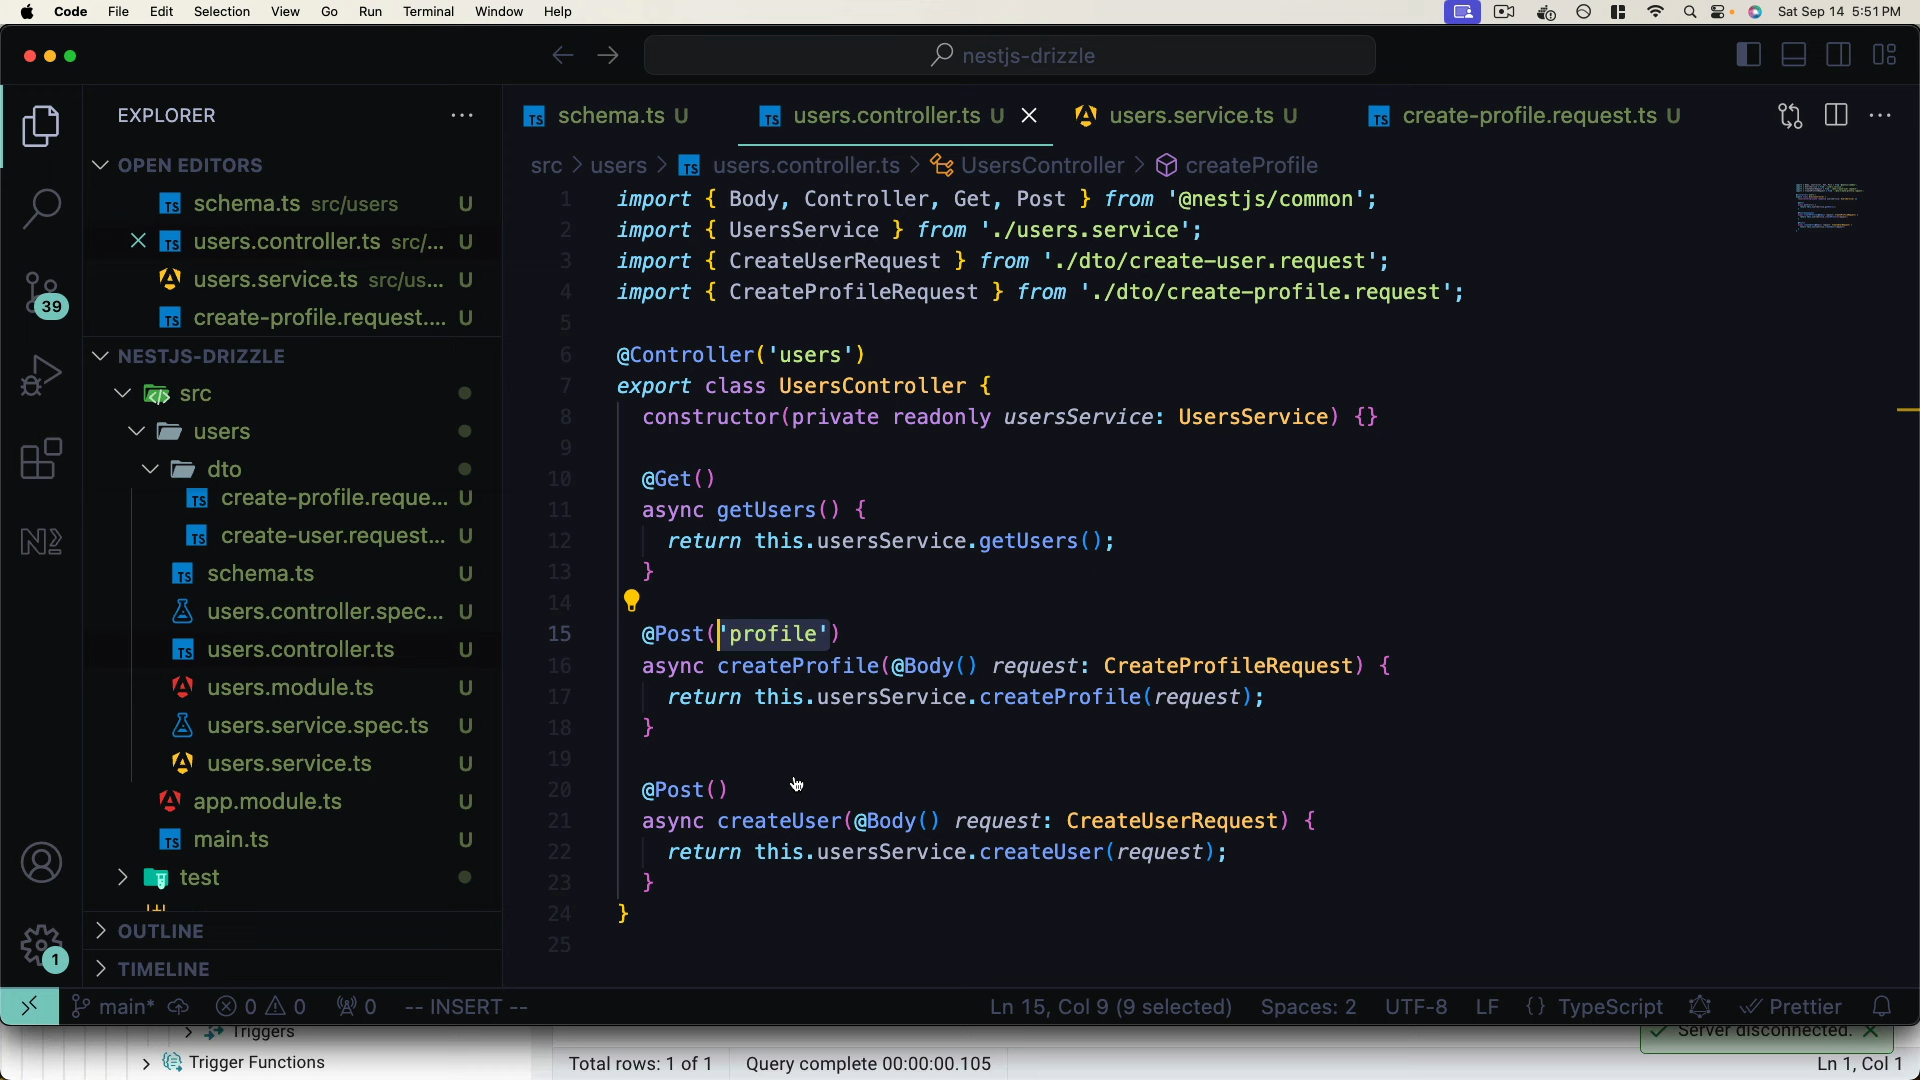 Code File Edit Selection View Go Run Terminal Window Help Sat Sep 14 5:51 PM
nestjs-drizzle
EXPLORER
schema.ts U users.controller.ts U users.service.ts U create-profile.request.ts U
OPEN EDITORS
src > users > TS users.controller.ts > UsersController > createProfile
TS schema.ts src/users U
TS users.controller.ts src/... U
users.service.ts src/us... U
TS create-profile.request.... U
39
NESTJS-DRIZZLE
src
users
dto
TS create-profile.reque... U
TS create-user.request... U
TS schema.ts U
users.controller.spec... U
TS users.controller.ts U
users.module.ts U
users.service.spec.ts U
users.service.ts U
app.module.ts U
TS main.ts U
test
OUTLINE
TIMELINE
1
1 import { Body, Controller, Get, Post } from '@nestjs/common';
2 import { UsersService } from './users.service';
3 import { CreateUserRequest } from './dto/create-user.request';
4 import { CreateProfileRequest } from './dto/create-profile.request';
5
6 @Controller('users')
7 export class UsersController {
8 constructor(private readonly usersService: UsersService) {}
9
10 @Get()
11 async getUsers() {
12 return this.usersService.getUsers();
13 }
14
15 @Post('profile')
16 async createProfile(@Body() request: CreateProfileRequest) {
17 return this.usersService.createProfile(request);
18 }
19
20 @Post()
21 async createUser(@Body() request: CreateUserRequest) {
22 return this.usersService.createUser(request);
23 }
24 }
25
main* 0 0 0 -- INSERT -- Ln 15, Col 9 (9 selected) Spaces: 2 UTF-8 LF {} TypeScript Prettier
Triggers
Server disconnected.
Trigger Functions
Total rows: 1 of 1 Query complete 00:00:00.105 Ln 1, Col 1